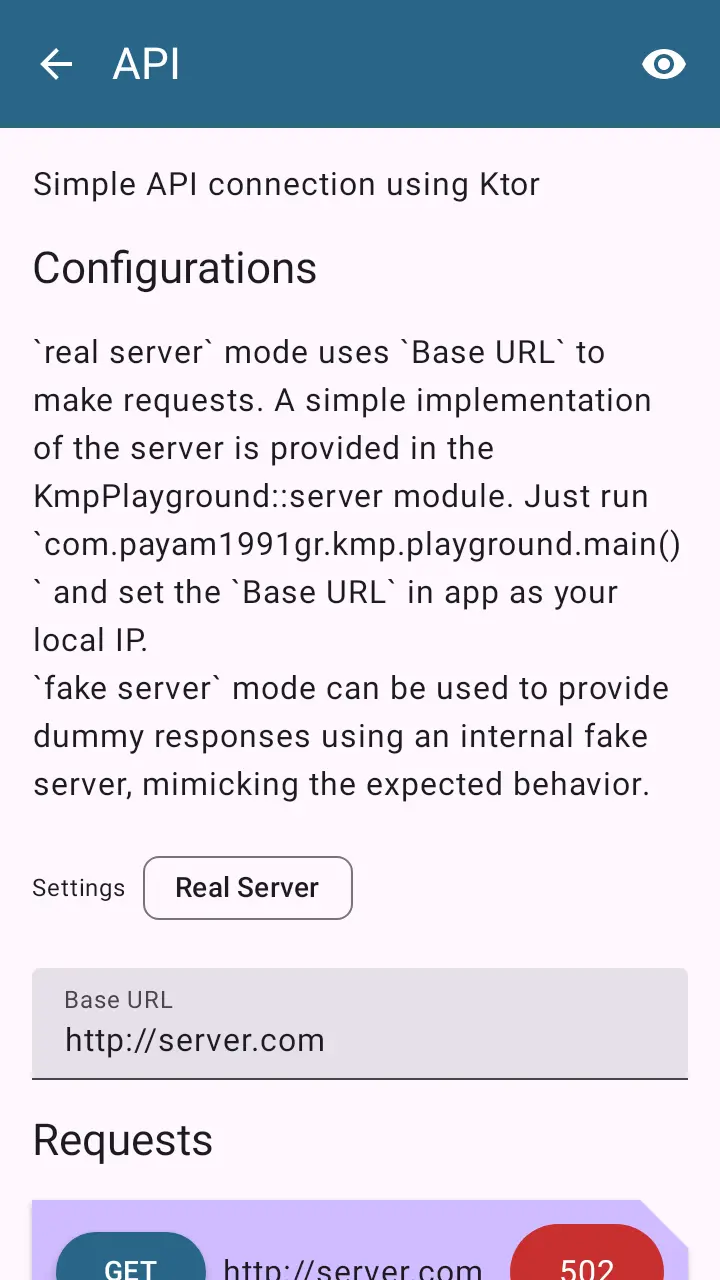 API
Simple API connection using Ktor
Configurations
`real server` mode uses `Base URL` to
make requests. A simple implementation
of the server is provided in the
KmpPlayground::server module. Just run
`com.payam1991gr.kmp.playground.main()
` and set the `Base URL` in app as your
local IP.
`fake server` mode can be used to provide
dummy responses using an internal fake
server, mimicking the expected behavior.
Settings Real Server
Base URL
http://server.com
Requests
GET http://server.com 502